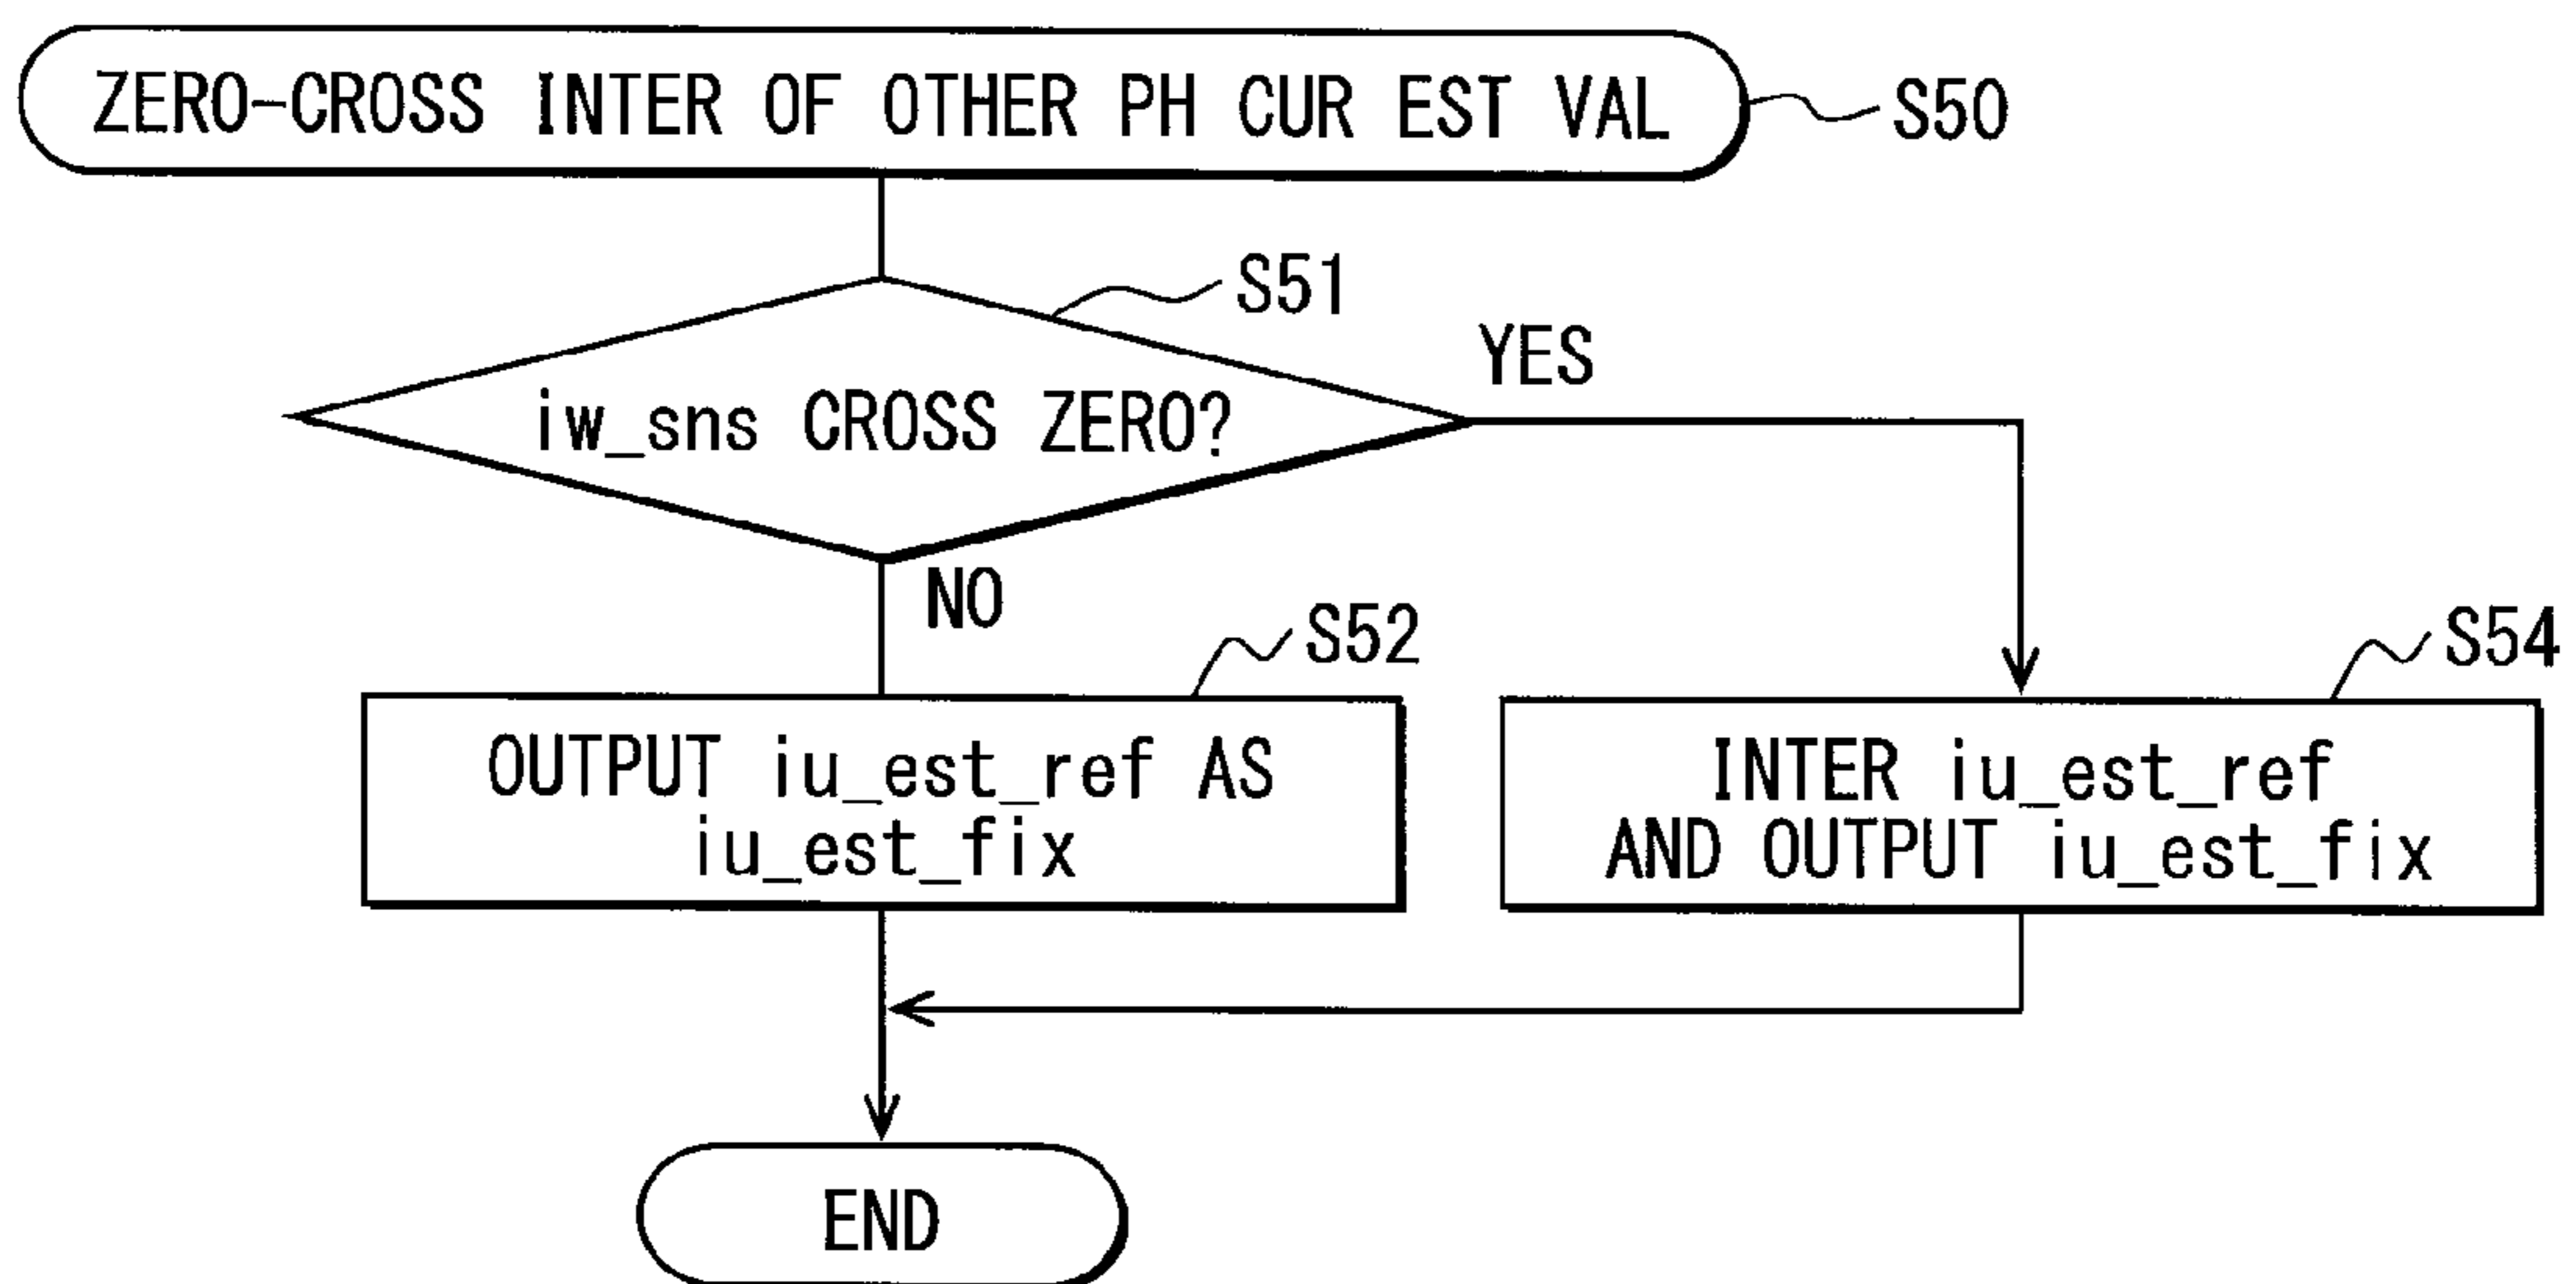 ZERO-CROSS INTER OF OTHER PH CUR EST VAL
S50
S51
iw_sns CROSS ZERO?
YES
NO
S52
OUTPUT iu_est_ref AS
iu_est_fix
S54
INTER iu_est_ref
AND OUTPUT iu_est_fix
END